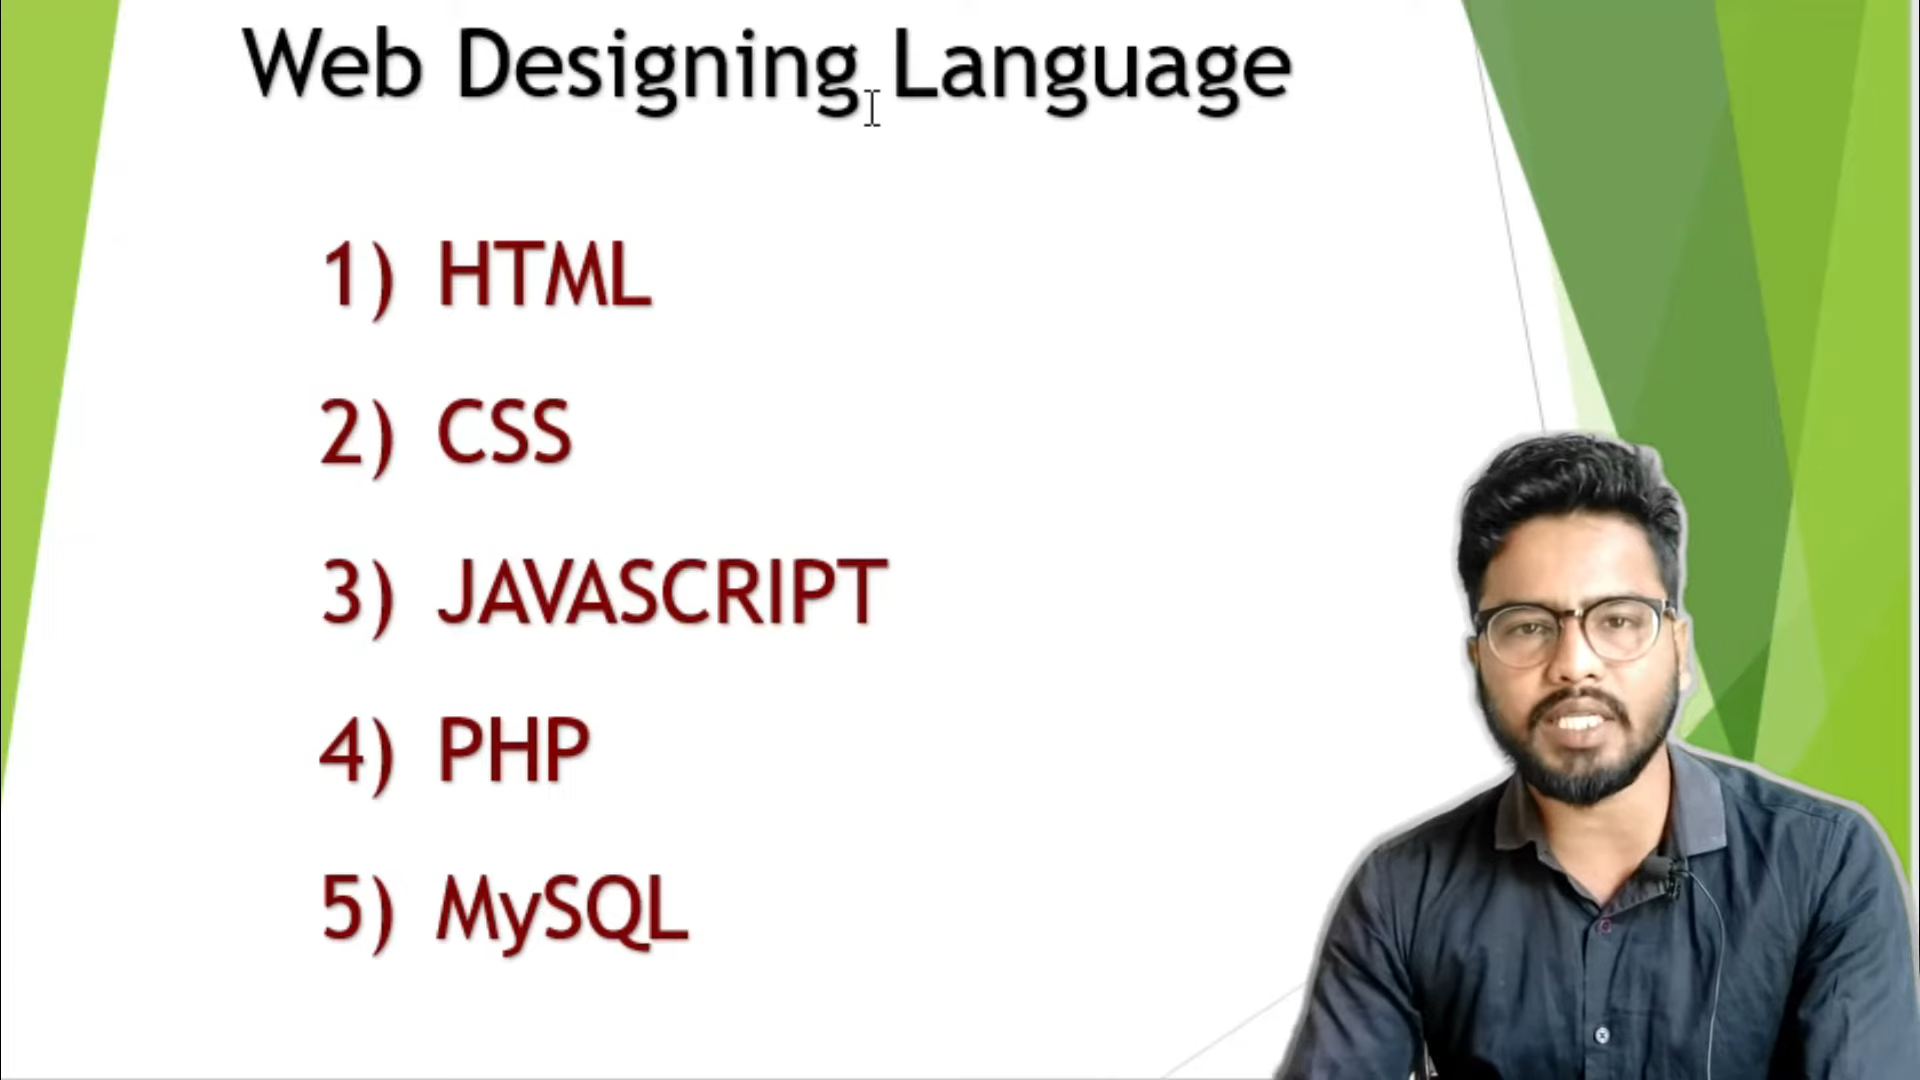 Web Designing Language
1) HTML
2) CSS
3) JAVASCRIPT
4) PHP
5) MySQL